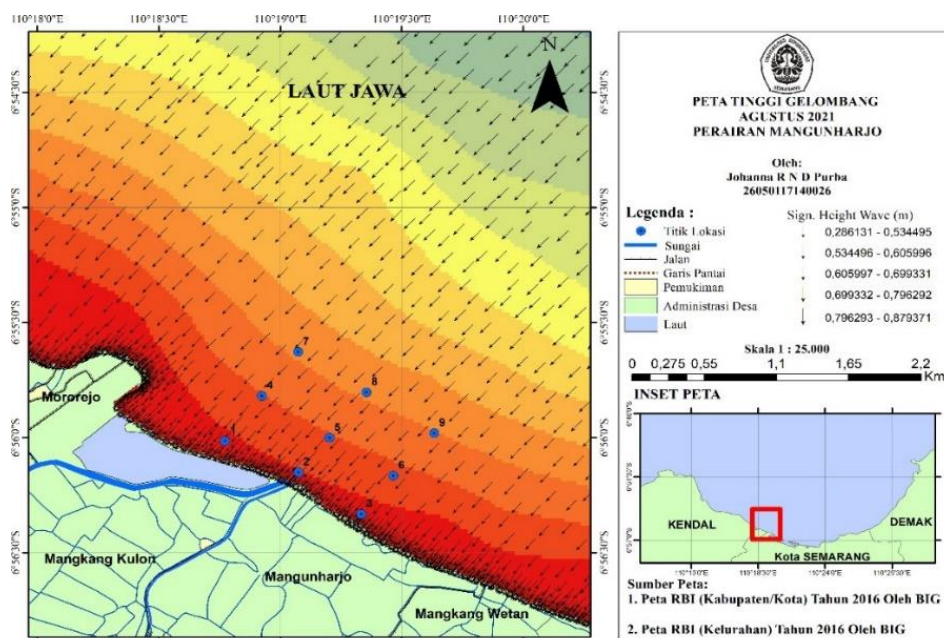 110°18'0"E 110°18'30"E 110°19'0"E 110°19'30"E 110°20'0"E
6°54'30"S
6°55'0"S
6°55'30"S
6°56'0"S
6°56'30"S
N
LAUT JAWA
7
8
4
9
5
1
2
6
3
Mororejo
Mangkang Kulon
Mangunharjo
Mangkang Wetan
PETA TINGGI GELOMBANG
AGUSTUS 2021
PERAIRAN MANGUNHARJO
Oleh:
Johanna R N D Purba
26050117140026
Legenda :
Titik Lokasi
Sungai
Jalan
Garis Pantai
Pemukiman
Administrasi Desa
Laut
Sign. Height Wave (m)
0,286131 - 0,534495
0,534496 - 0,605996
0,605997 - 0,699331
0,699332 - 0,796292
0,796293 - 0,879371
Skala 1 : 25.000
0 0,275 0,55 1,1 1,65 2,2
Km
INSET PETA
KENDAL
DEMAK
Kota SEMARANG
Sumber Peta:
1. Peta RBI (Kabupaten/Kota) Tahun 2016 Oleh BIG
2. Peta RBI (Kelurahan) Tahun 2016 Oleh BIG